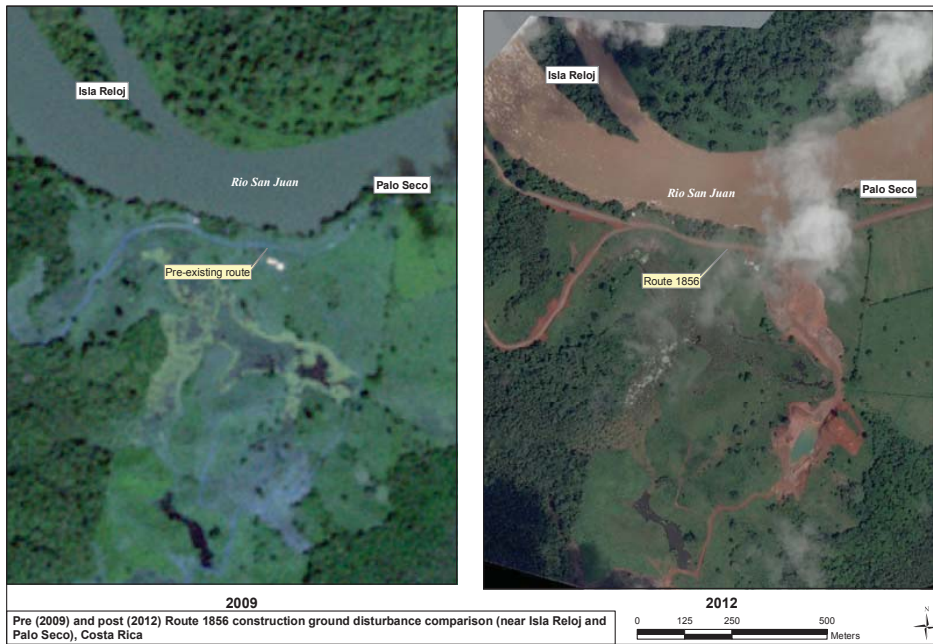 Isla Reloj
Rio San Juan
Palo Seco
Pre-existing route
Isla Reloj
Rio San Juan
Palo Seco
Route 1856
2009
2012
Pre (2009) and post (2012) Route 1856 construction ground disturbance comparison (near Isla Reloj and
Palo Seco), Costa Rica
0 125 250 500
Meters
N